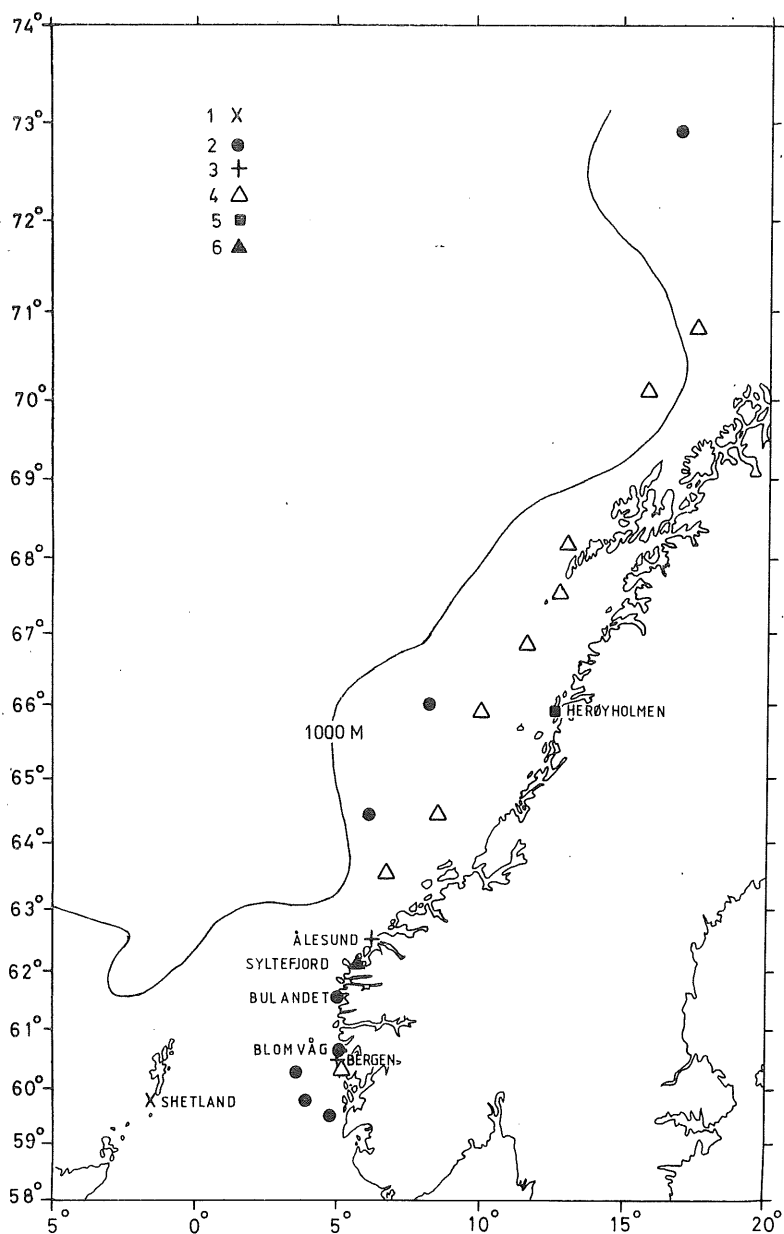 74°
73°
72°
71°
70°
69°
68°
67°
66°
65°
64°
63°
62°
61°
60°
59°
58°
1 X
2
3 +
4 △
5
6
1000 M
HERØYHOLMEN
ÅLESUND
SYLTEFJORD
BULANDET
BLOMVÅG
BERGEN
SHETLAND
5° 0° 5° 10° 15° 20°